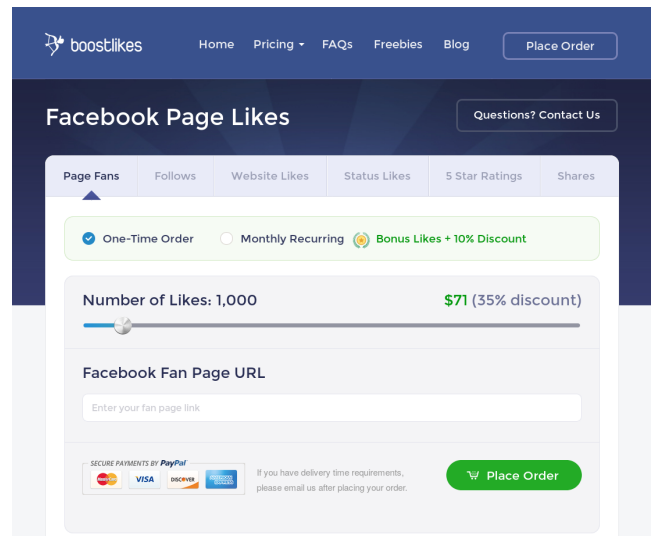 boostlikes Home Pricing FAQs Freebies Blog Place Order
Facebook Page Likes Questions? Contact Us
Page Fans Follows Website Likes Status Likes 5 Star Ratings Shares
One-Time Order Monthly Recurring Bonus Likes + 10% Discount
Number of Likes: 1,000 $71 (35% discount)
Facebook Fan Page URL
Enter your fan page link
SECURE PAYMENTS BY PayPal
VISA DISCOVER
If you have delivery time requirements,
please email us after placing your order.
Place Order